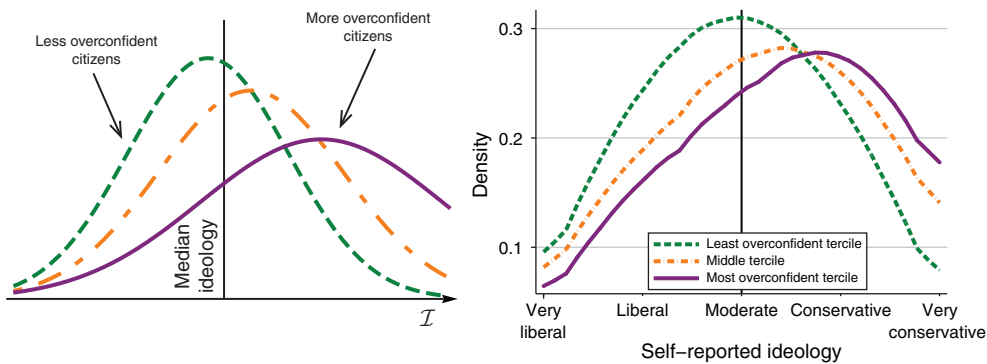 Less overconfident
citizens
More overconfident
citizens
Median
ideology
ℐ
Density
0.3
0.2
0.1
Least overconfident tercile
Middle tercile
Most overconfident tercile
Very
liberal
Liberal
Moderate
Conservative
Very
conservative
Self−reported ideology